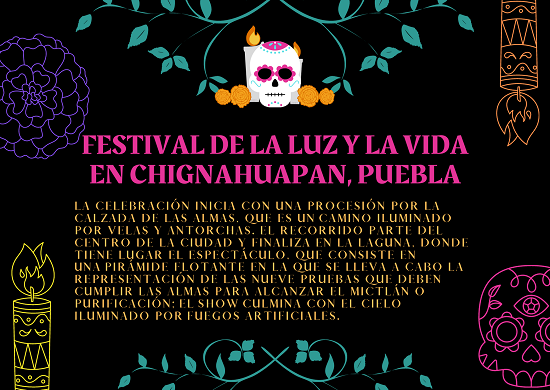 FESTIVAL DE LA LUZ Y LA VIDA
EN CHIGNAHUAPAN, PUEBLA
LA CELEBRACIÓN INICIA CON UNA PROCESIÓN POR LA
CALZADA DE LAS ALMAS, QUE ES UN CAMINO ILUMINADO
POR VELAS Y ANTORCHAS. EL RECORRIDO PARTE DEL
CENTRO DE LA CIUDAD Y FINALIZA EN LA LAGUNA, DONDE
TIENE LUGAR EL ESPECTÁCULO, QUE CONSISTE EN
UNA PIRÁMIDE FLOTANTE EN LA QUE SE LLEVA A CABO LA
REPRESENTACIÓN DE LAS NUEVE PRUEBAS QUE DEBEN
CUMPLIR LAS ALMAS PARA ALCANZAR EL MICTLÁN O
PURIFICACIÓN; EL SHOW CULMINA CON EL CIELO
ILUMINADO POR FUEGOS ARTIFICIALES.